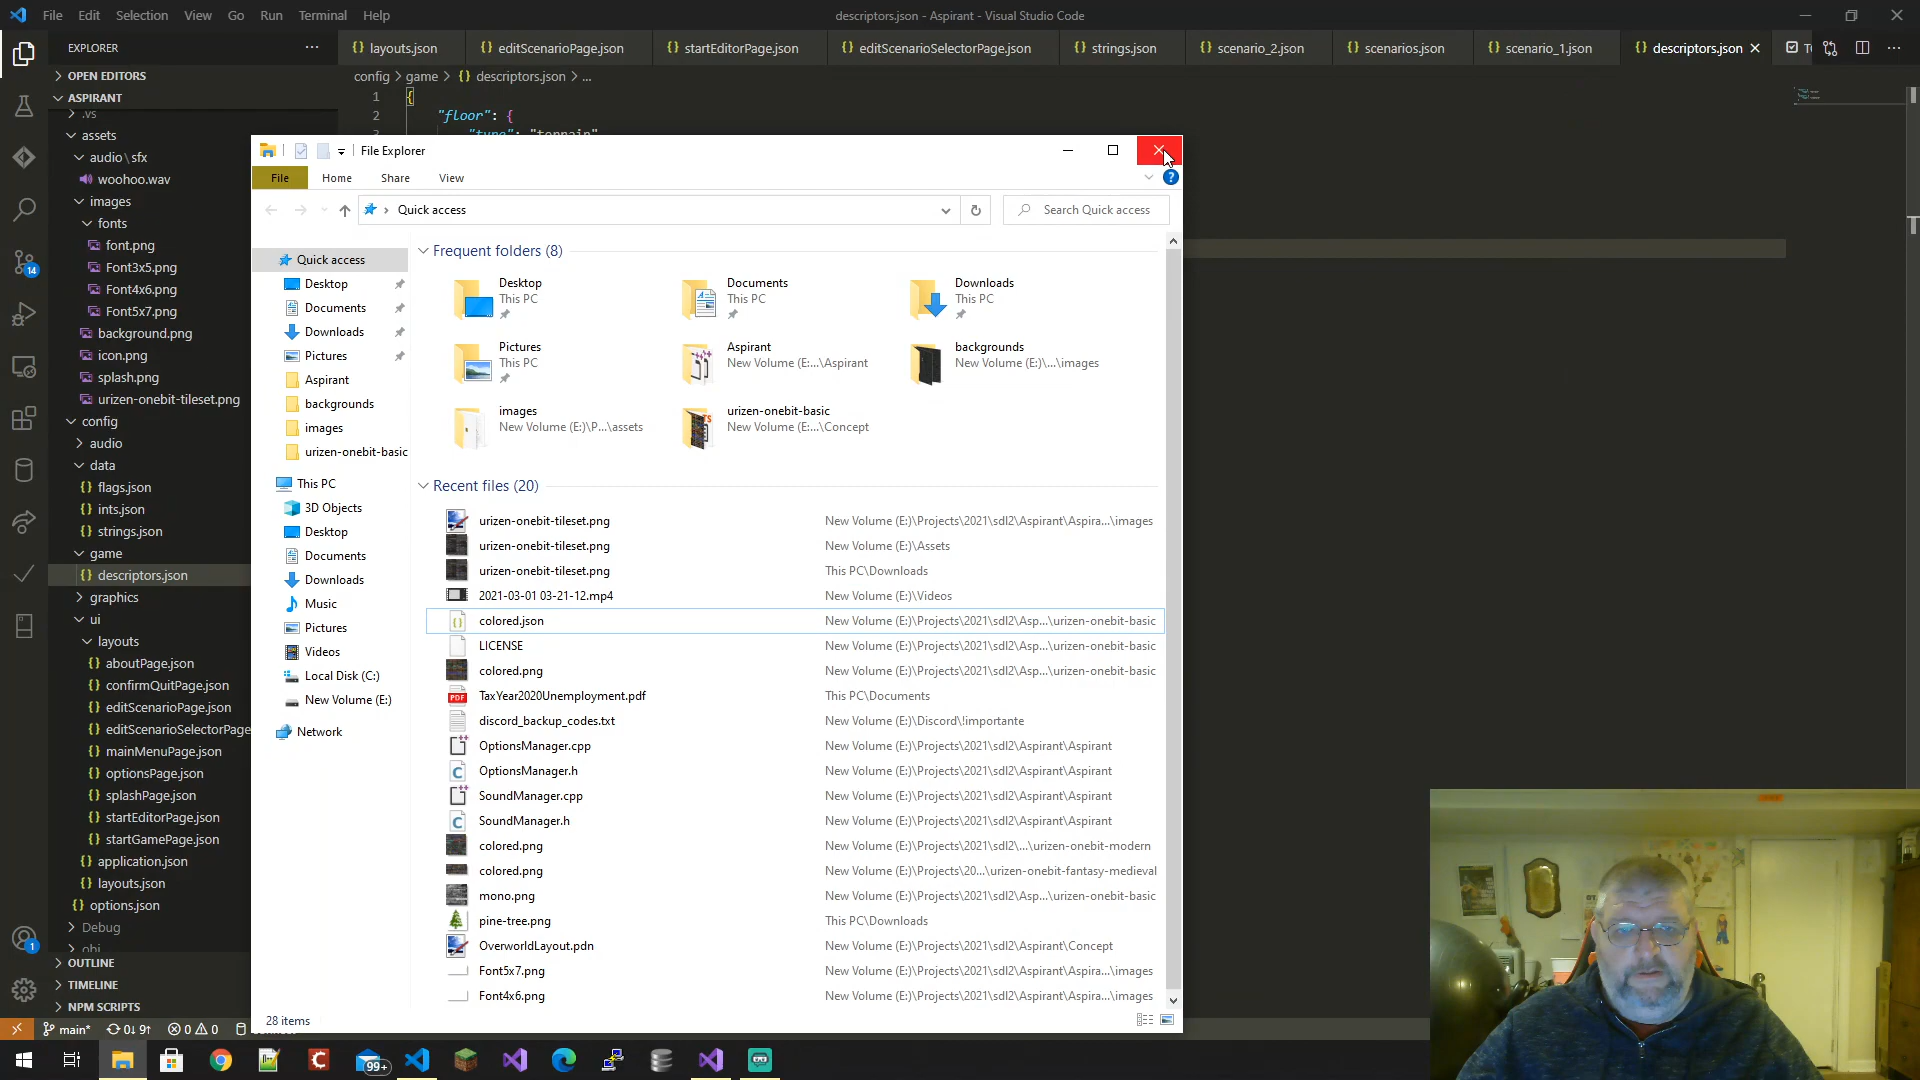 File Edit Selection View Go Run Terminal Help
descriptors.json - Aspirant - Visual Studio Code
EXPLORER
layouts.json editScenarioPage.json startEditorPage.json editScenarioSelectorPage.json strings.json scenario_2.json scenarios.json scenario_1.json descriptors.json
OPEN EDITORS
config > game > {} descriptors.json > ...
ASPIRANT
1 {
.vs
2 "floor": {
assets
3 "type": "terrain"
audio\sfx
woohoo.wav
images
fonts
font.png
Font3x5.png
Font4x6.png
Font5x7.png
background.png
icon.png
splash.png
urizen-onebit-tileset.png
config
audio
data
flags.json
ints.json
strings.json
game
descriptors.json
graphics
ui
layouts
aboutPage.json
confirmQuitPage.json
editScenarioPage.json
editScenarioSelectorPage
mainMenuPage.json
optionsPage.json
splashPage.json
startEditorPage.json
startGamePage.json
application.json
layouts.json
options.json
Debug
obj
OUTLINE
TIMELINE
NPM SCRIPTS
14
1
main* 0↓ 9↑ 0 0
File Explorer
File Home Share View
Quick access
Search Quick access
Quick access
Desktop
Documents
Downloads
Pictures
Aspirant
backgrounds
images
urizen-onebit-basic
This PC
3D Objects
Desktop
Documents
Downloads
Music
Pictures
Videos
Local Disk (C:)
New Volume (E:)
Network
Frequent folders (8)
Desktop
This PC
Documents
This PC
Downloads
This PC
Pictures
This PC
Aspirant
New Volume (E:...\Aspirant
backgrounds
New Volume (E:)\...\images
images
New Volume (E:)\P...\assets
urizen-onebit-basic
New Volume (E:...\Concept
Recent files (20)
urizen-onebit-tileset.png New Volume (E:)\Projects\2021\sdl2\Aspirant\Aspira...\images
urizen-onebit-tileset.png New Volume (E:)\Assets
urizen-onebit-tileset.png This PC\Downloads
2021-03-01 03-21-12.mp4 New Volume (E:)\Videos
colored.json New Volume (E:)\Projects\2021\sdl2\Asp...\urizen-onebit-basic
LICENSE New Volume (E:)\Projects\2021\sdl2\Asp...\urizen-onebit-basic
colored.png New Volume (E:)\Projects\2021\sdl2\Asp...\urizen-onebit-basic
TaxYear2020Unemployment.pdf This PC\Documents
discord_backup_codes.txt New Volume (E:)\Discord\!importante
OptionsManager.cpp New Volume (E:)\Projects\2021\sdl2\Aspirant\Aspirant
OptionsManager.h New Volume (E:)\Projects\2021\sdl2\Aspirant\Aspirant
SoundManager.cpp New Volume (E:)\Projects\2021\sdl2\Aspirant\Aspirant
SoundManager.h New Volume (E:)\Projects\2021\sdl2\Aspirant\Aspirant
colored.png New Volume (E:)\Projects\2021\sdl2\...\urizen-onebit-modern
colored.png New Volume (E:)\Projects\20...\urizen-onebit-fantasy-medieval
mono.png New Volume (E:)\Projects\2021\sdl2\Asp...\urizen-onebit-basic
pine-tree.png This PC\Downloads
OverworldLayout.pdn New Volume (E:)\Projects\2021\sdl2\Aspirant\Concept
Font5x7.png New Volume (E:)\Projects\2021\sdl2\Aspirant\Aspira...\images
Font4x6.png New Volume (E:)\Projects\2021\sdl2\Aspirant\Aspira...\images
28 items
99+